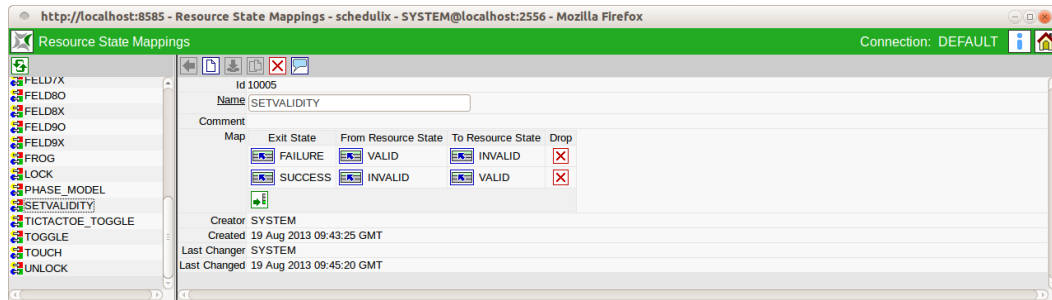 http://localhost:8585 - Resource State Mappings - schedulix - SYSTEM@localhost:2556 - Mozilla Firefox
Resource State Mappings
Connection: DEFAULT
FELD7X
FELD8O
FELD8X
FELD9O
FELD9X
FROG
LOCK
PHASE_MODEL
SETVALIDITY
TICTACTOE_TOGGLE
TOGGLE
TOUCH
UNLOCK
Id 10005
Name SETVALIDITY
Comment
Map Exit State From Resource State To Resource State Drop
FAILURE VALID INVALID
SUCCESS INVALID VALID
Creator SYSTEM
Created 19 Aug 2013 09:43:25 GMT
Last Changer SYSTEM
Last Changed 19 Aug 2013 09:45:20 GMT